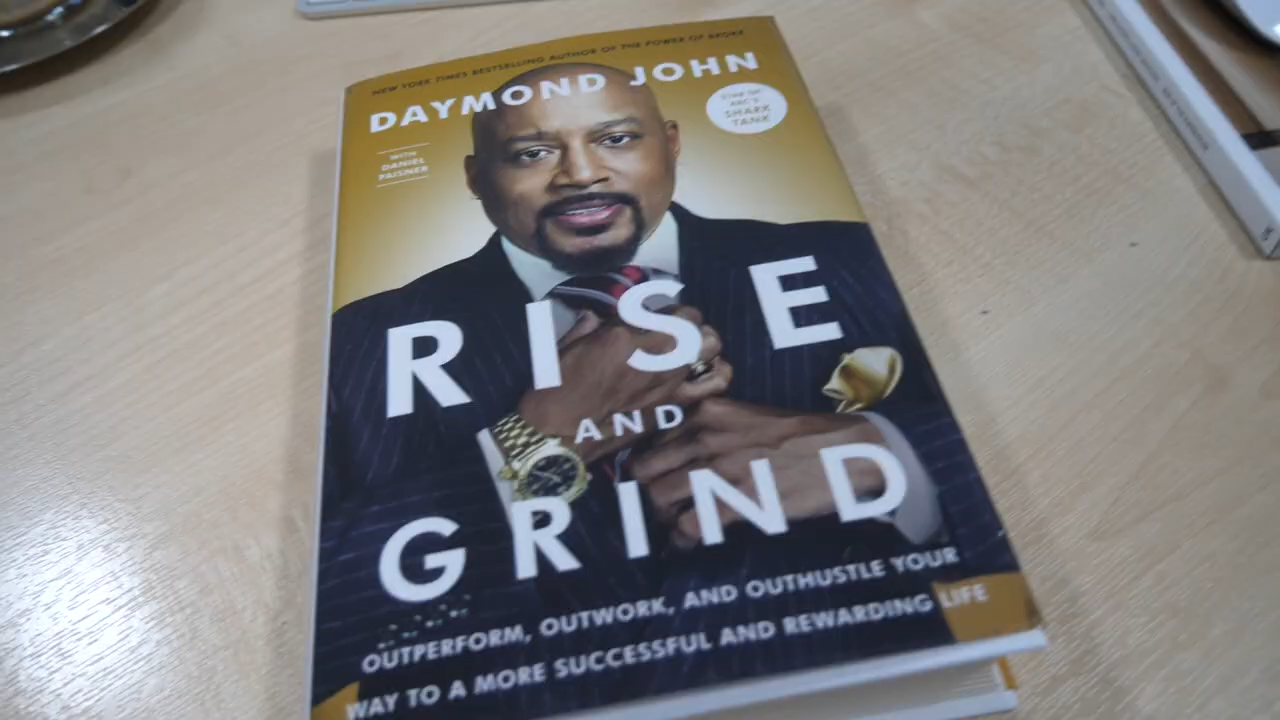 NEW YORK TIMES BESTSELLING AUTHOR OF THE POWER OF BROKE
DAYMOND JOHN
WITH
DANIEL
PAISNER
STAR OF
ABC'S
SHARK
TANK
RISE
AND
GRIND
OUTPERFORM, OUTWORK, AND OUTHUSTLE YOUR
WAY TO A MORE SUCCESSFUL AND REWARDING LIFE